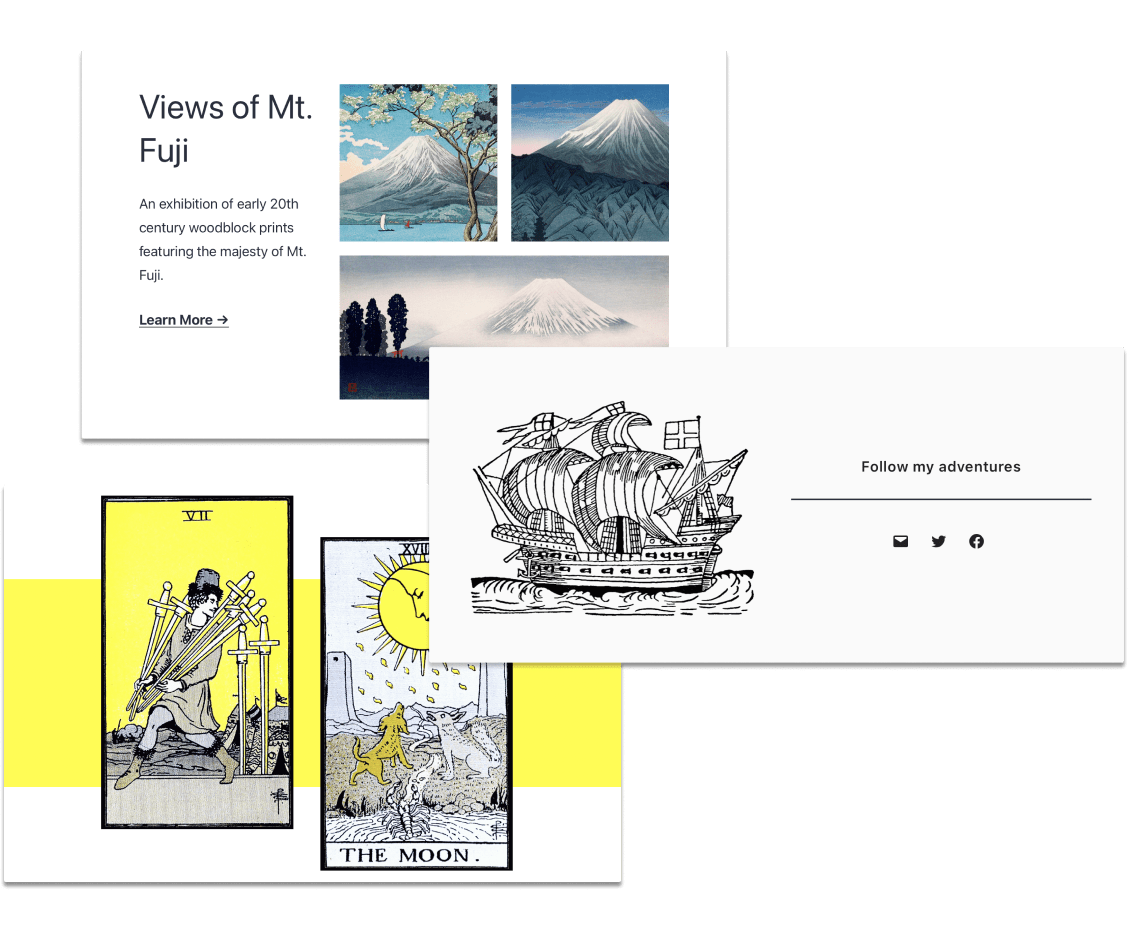 Views of Mt.
Fuji
An exhibition of early 20th
century woodblock prints
featuring the majesty of Mt.
Fuji.
Learn More →
Follow my adventures
VII
THE MOON.